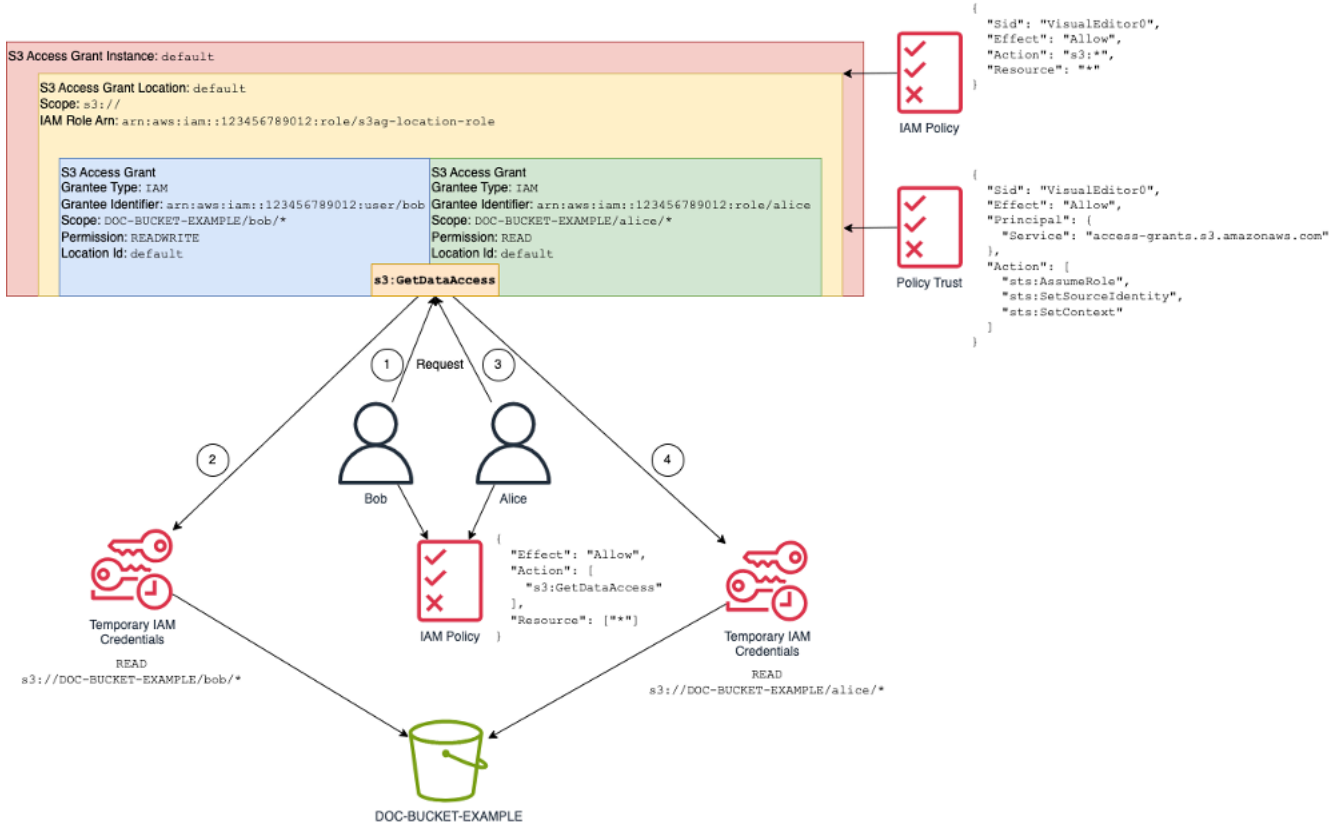 S3 Access Grant Instance: default
S3 Access Grant Location: default
Scope: s3://
IAM Role Arn: arn:aws:iam::123456789012:role/s3ag-location-role
S3 Access Grant
Grantee Type: IAM
Grantee Identifier: arn:aws:iam::123456789012:user/bob
Scope: DOC-BUCKET-EXAMPLE/bob/*
Permission: READWRITE
Location Id: default
S3 Access Grant
Grantee Type: IAM
Grantee Identifier: arn:aws:iam:123456789012:role/alice
Scope: DOC-BUCKET-EXAMPLE/alice/*
Permission: READ
Location Id: default
s3:GetDataAccess
{
"Sid": "VisualEditor0",
"Effect": "Allow",
"Action": "s3:*",
"Resource": "*"
}
IAM Policy
{
"Sid": "VisualEditor0",
"Effect": "Allow",
"Principal": {
"Service": "access-grants.s3.amazonaws.com"
},
"Action": [
"sts:AssumeRole",
"sts:SetSourceIdentity",
"sts:SetContext"
]
}
Policy Trust
1
Request
3
2
4
Bob
Alice
{
"Effect": "Allow",
"Action": [
"s3:GetDataAccess"
],
"Resource": ["*"]
}
IAM Policy
Temporary IAM
Credentials
READ
s3://DOC-BUCKET-EXAMPLE/bob/*
Temporary IAM
Credentials
READ
s3://DOC-BUCKET-EXAMPLE/alice/*
DOC-BUCKET-EXAMPLE